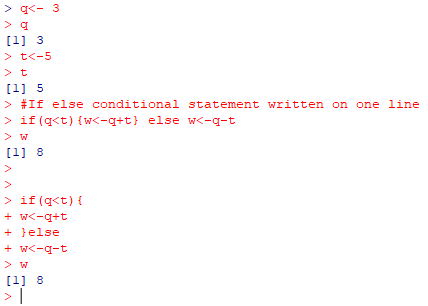 > q<- 3
> q
[1] 3
> t<-5
> t
[1] 5
> #If else conditional statement written on one line
> if(q<t){w<-q+t} else w<-q-t
> w
[1] 8
>
>
> if(q<t){
+ w<-q+t
+ }else
+ w<-q-t
> w
[1] 8
>